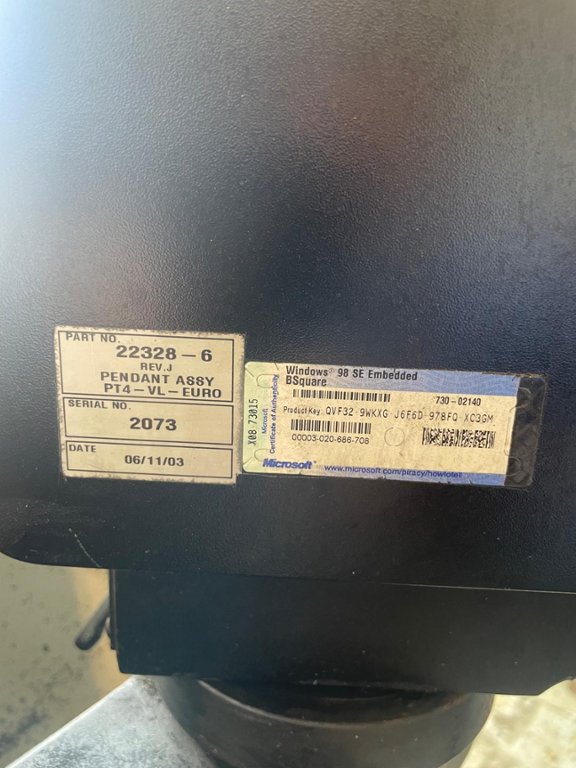 PART NO.
22328-6
REV.J
PENDANT ASSY
PT4-VL-EURO
SERIAL NO.
2073
DATE
06/11/03
X08 73015
Microsoft
Certificate of Authenticity
Windows® 98 SE Embedded
BSquare
730-02140
Product Key: QVF32 9WKXG J6F6D 978FQ XC3GM
00003-020-686-708
Microsoft®
www.microsoft.com/piracy/howtotell